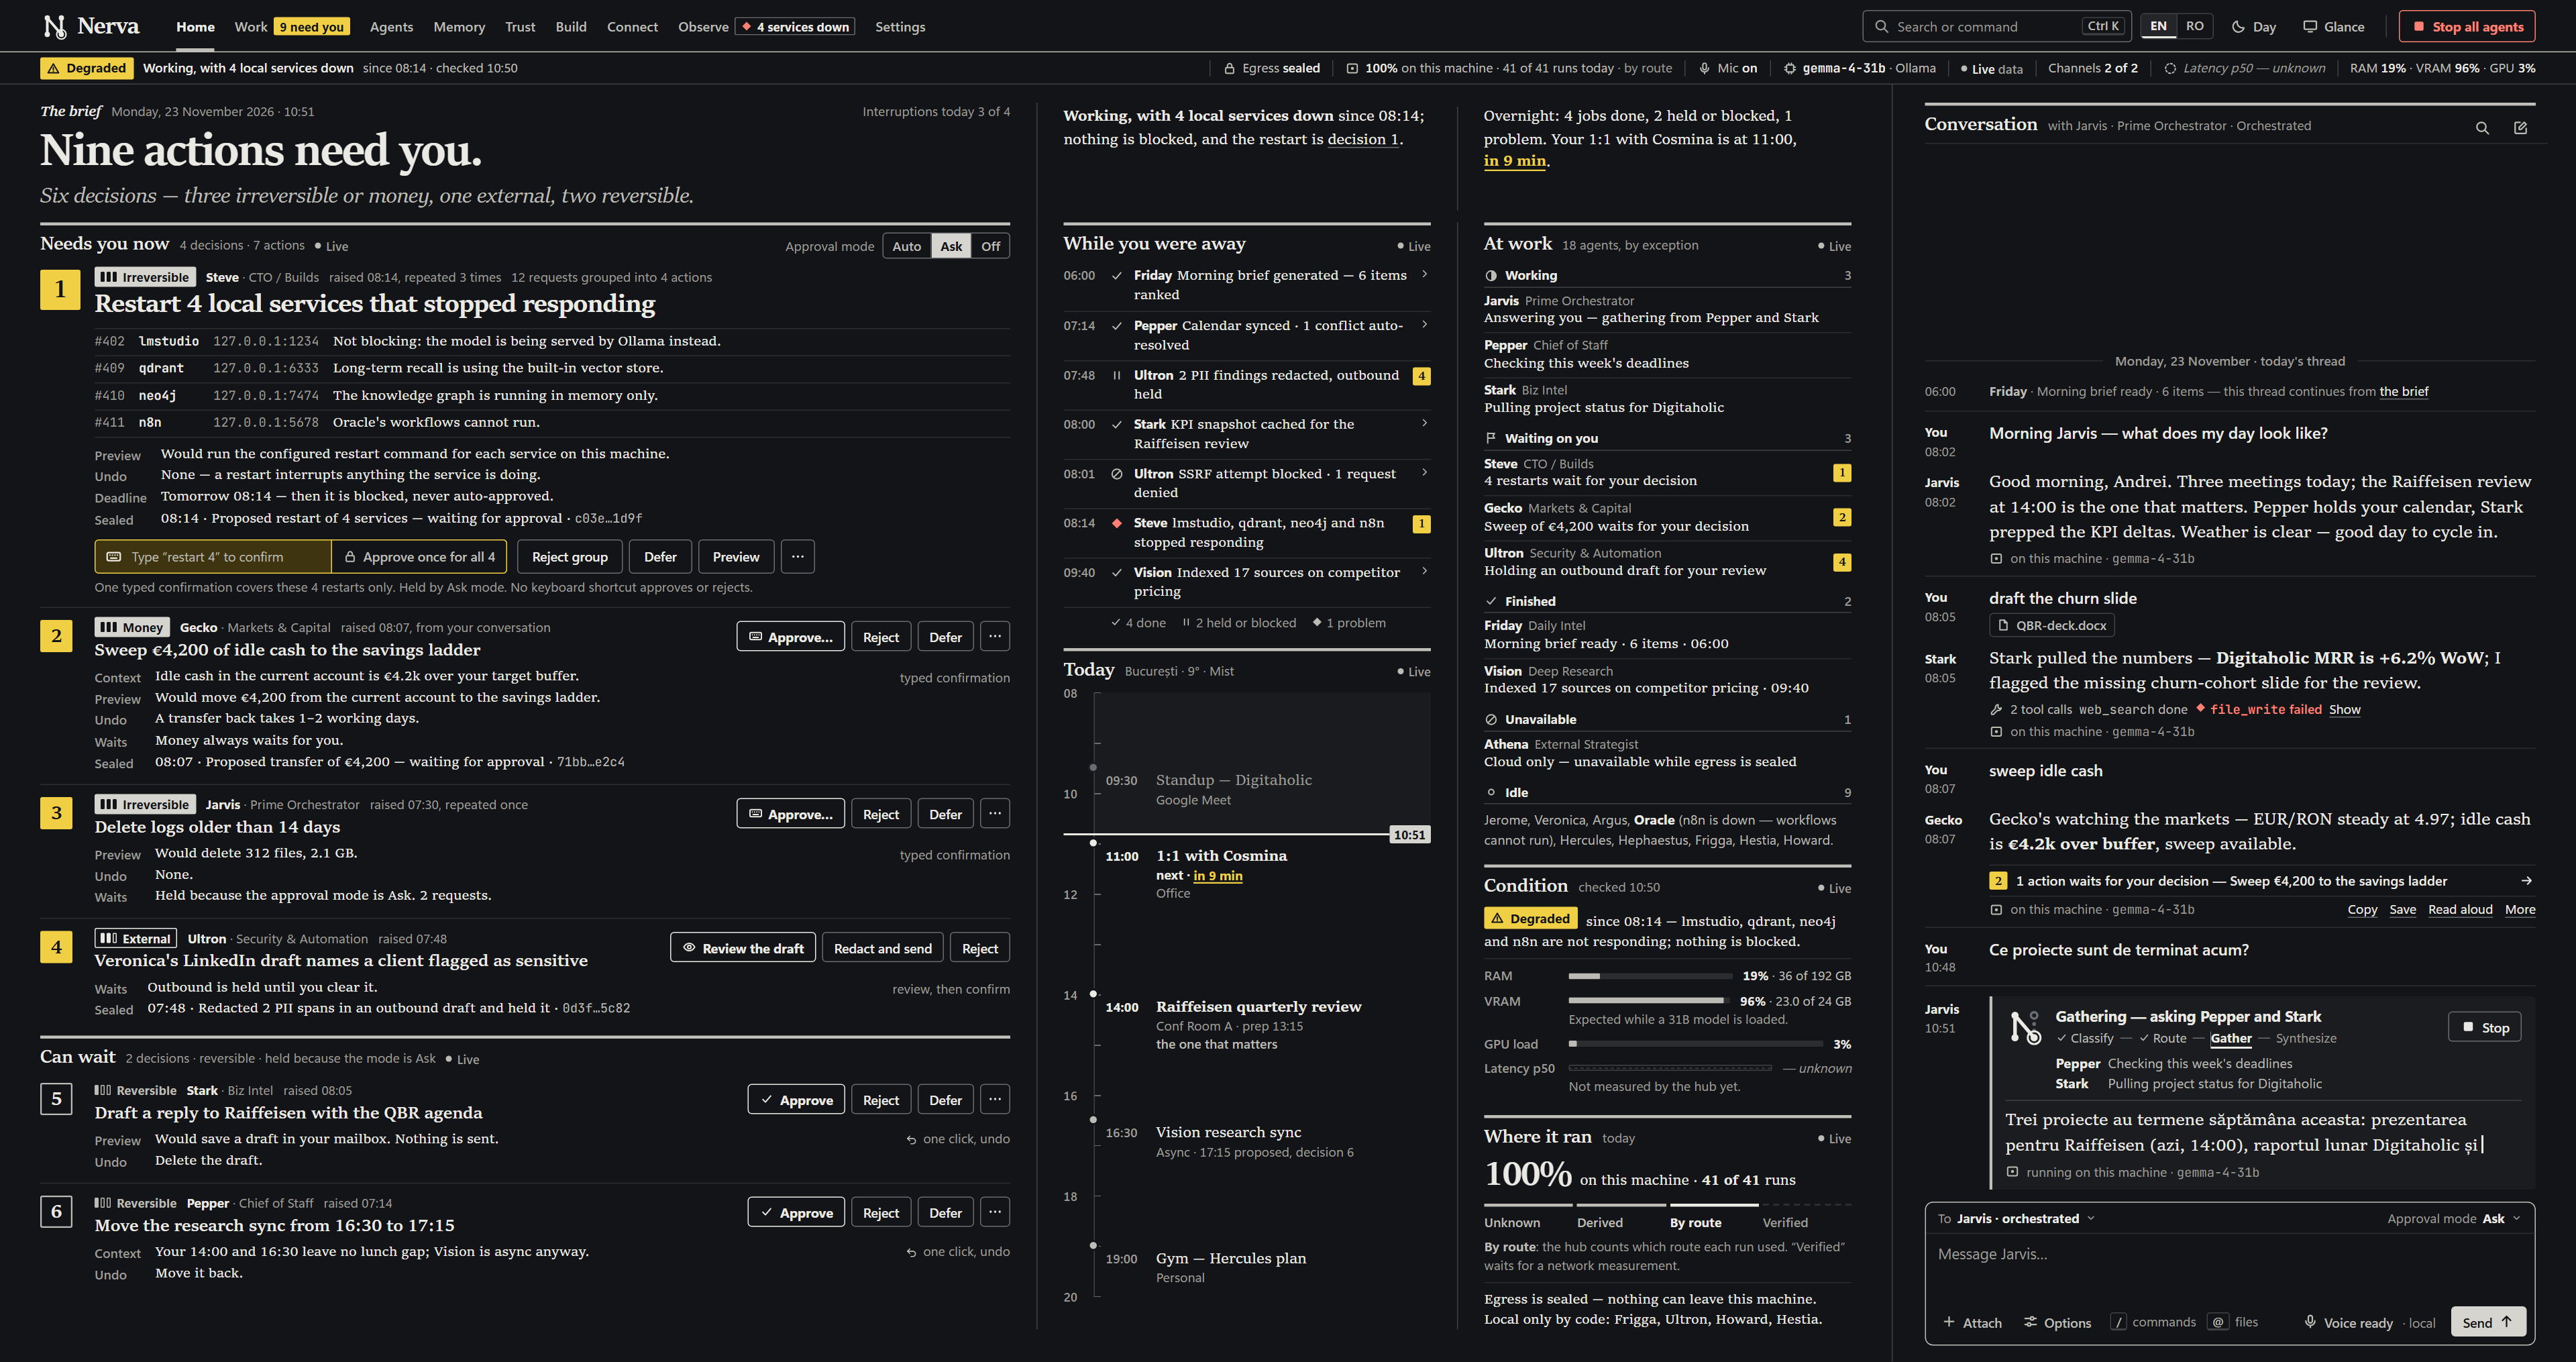 Nerva
Home Work 9 need you Agents Memory Trust Build Connect Observe 4 services down Settings
Search or command Ctrl K EN RO Day Glance Stop all agents
Degraded Working, with 4 local services down since 08:14 · checked 10:50
Egress sealed 100% on this machine · 41 of 41 runs today · by route Mic on gemma-4-31b · Ollama Live data Channels 2 of 2 Latency p50 — unknown RAM 19% · VRAM 96% · GPU 3%
The brief Monday, 23 November 2026 · 10:51 Interruptions today 3 of 4
Nine actions need you.
Six decisions — three irreversible or money, one external, two reversible.
Needs you now 4 decisions · 7 actions Live Approval mode Auto Ask Off
1 Irreversible Steve · CTO / Builds raised 08:14, repeated 3 times 12 requests grouped into 4 actions
Restart 4 local services that stopped responding
#402 lmstudio 127.0.0.1:1234 Not blocking: the model is being served by Ollama instead.
#409 qdrant 127.0.0.1:6333 Long-term recall is using the built-in vector store.
#410 neo4j 127.0.0.1:7474 The knowledge graph is running in memory only.
#411 n8n 127.0.0.1:5678 Oracle's workflows cannot run.
Preview Would run the configured restart command for each service on this machine.
Undo None — a restart interrupts anything the service is doing.
Deadline Tomorrow 08:14 — then it is blocked, never auto-approved.
Sealed 08:14 · Proposed restart of 4 services — waiting for approval · c03e…1d9f
Type “restart 4” to confirm Approve once for all 4 Reject group Defer Preview ···
One typed confirmation covers these 4 restarts only. Held by Ask mode. No keyboard shortcut approves or rejects.
2 Money Gecko · Markets & Capital raised 08:07, from your conversation Approve... Reject Defer ···
Sweep €4,200 of idle cash to the savings ladder
Context Idle cash in the current account is €4.2k over your target buffer. typed confirmation
Preview Would move €4,200 from the current account to the savings ladder.
Undo A transfer back takes 1–2 working days.
Waits Money always waits for you.
Sealed 08:07 · Proposed transfer of €4,200 — waiting for approval · 71bb…e2c4
3 Irreversible Jarvis · Prime Orchestrator raised 07:30, repeated once Approve... Reject Defer ···
Delete logs older than 14 days
Preview Would delete 312 files, 2.1 GB. typed confirmation
Undo None.
Waits Held because the approval mode is Ask. 2 requests.
4 External Ultron · Security & Automation raised 07:48 Review the draft Redact and send Reject
Veronica's LinkedIn draft names a client flagged as sensitive
Waits Outbound is held until you clear it. review, then confirm
Sealed 07:48 · Redacted 2 PII spans in an outbound draft and held it · 0d3f…5c82
Can wait 2 decisions · reversible · held because the mode is Ask Live
5 Reversible Stark · Biz Intel raised 08:05 Approve Reject Defer ···
Draft a reply to Raiffeisen with the QBR agenda
Preview Would save a draft in your mailbox. Nothing is sent. one click, undo
Undo Delete the draft.
6 Reversible Pepper · Chief of Staff raised 07:14 Approve Reject Defer ···
Move the research sync from 16:30 to 17:15
Context Your 14:00 and 16:30 leave no lunch gap; Vision is async anyway. one click, undo
Undo Move it back.
Working, with 4 local services down since 08:14;
nothing is blocked, and the restart is decision 1.
While you were away Live
06:00 Friday Morning brief generated — 6 items
ranked
07:14 Pepper Calendar synced · 1 conflict auto-
resolved
07:48 Ultron 2 PII findings redacted, outbound 4
held
08:00 Stark KPI snapshot cached for the
Raiffeisen review
08:01 Ultron SSRF attempt blocked · 1 request
denied
08:14 Steve lmstudio, qdrant, neo4j and n8n 1
stopped responding
09:40 Vision Indexed 17 sources on competitor
pricing
4 done 2 held or blocked 1 problem
Today București · 9° · Mist Live
08
09:30 Standup — Digitaholic
Google Meet
10
10:51
11:00 1:1 with Cosmina
next · in 9 min
Office
12
14
14:00 Raiffeisen quarterly review
Conf Room A · prep 13:15
the one that matters
16
16:30 Vision research sync
Async · 17:15 proposed, decision 6
18
19:00 Gym — Hercules plan
Personal
20
Overnight: 4 jobs done, 2 held or blocked, 1
problem. Your 1:1 with Cosmina is at 11:00,
in 9 min.
At work 18 agents, by exception Live
Working 3
Jarvis Prime Orchestrator
Answering you — gathering from Pepper and Stark
Pepper Chief of Staff
Checking this week's deadlines
Stark Biz Intel
Pulling project status for Digitaholic
Waiting on you 3
Steve CTO / Builds
4 restarts wait for your decision 1
Gecko Markets & Capital
Sweep of €4,200 waits for your decision 2
Ultron Security & Automation
Holding an outbound draft for your review 4
Finished 2
Friday Daily Intel
Morning brief ready · 6 items · 06:00
Vision Deep Research
Indexed 17 sources on competitor pricing · 09:40
Unavailable 1
Athena External Strategist
Cloud only — unavailable while egress is sealed
Idle 9
Jerome, Veronica, Argus, Oracle (n8n is down — workflows
cannot run), Hercules, Hephaestus, Frigga, Hestia, Howard.
Condition checked 10:50 Live
Degraded since 08:14 — lmstudio, qdrant, neo4j
and n8n are not responding; nothing is blocked.
RAM 19% · 36 of 192 GB
VRAM 96% · 23.0 of 24 GB
Expected while a 31B model is loaded.
GPU load 3%
Latency p50 — unknown
Not measured by the hub yet.
Where it ran today Live
100% on this machine · 41 of 41 runs
Unknown Derived By route Verified
By route: the hub counts which route each run used. “Verified”
waits for a network measurement.
Egress is sealed — nothing can leave this machine.
Local only by code: Frigga, Ultron, Howard, Hestia.
Conversation with Jarvis · Prime Orchestrator · Orchestrated
Monday, 23 November · today's thread
06:00 Friday · Morning brief ready · 6 items — this thread continues from the brief
You Morning Jarvis — what does my day look like?
08:02
Jarvis Good morning, Andrei. Three meetings today; the Raiffeisen review
08:02 at 14:00 is the one that matters. Pepper holds your calendar, Stark
prepped the KPI deltas. Weather is clear — good day to cycle in.
on this machine · gemma-4-31b
You draft the churn slide
08:05 QBR-deck.docx
Stark Stark pulled the numbers — Digitaholic MRR is +6.2% WoW; I
08:05 flagged the missing churn-cohort slide for the review.
2 tool calls web_search done file_write failed Show
on this machine · gemma-4-31b
You sweep idle cash
08:07
Gecko Gecko's watching the markets — EUR/RON steady at 4.97; idle cash
08:07 is €4.2k over buffer, sweep available.
2 1 action waits for your decision — Sweep €4,200 to the savings ladder
on this machine · gemma-4-31b Copy Save Read aloud More
You Ce proiecte sunt de terminat acum?
10:48
Jarvis Gathering — asking Pepper and Stark Stop
10:51 Classify — Route — Gather — Synthesize
Pepper Checking this week's deadlines
Stark Pulling project status for Digitaholic
Trei proiecte au termene săptămâna aceasta: prezentarea
pentru Raiffeisen (azi, 14:00), raportul lunar Digitaholic și
running on this machine · gemma-4-31b
To Jarvis · orchestrated Approval mode Ask
Message Jarvis...
Attach Options / commands @ files Voice ready · local Send